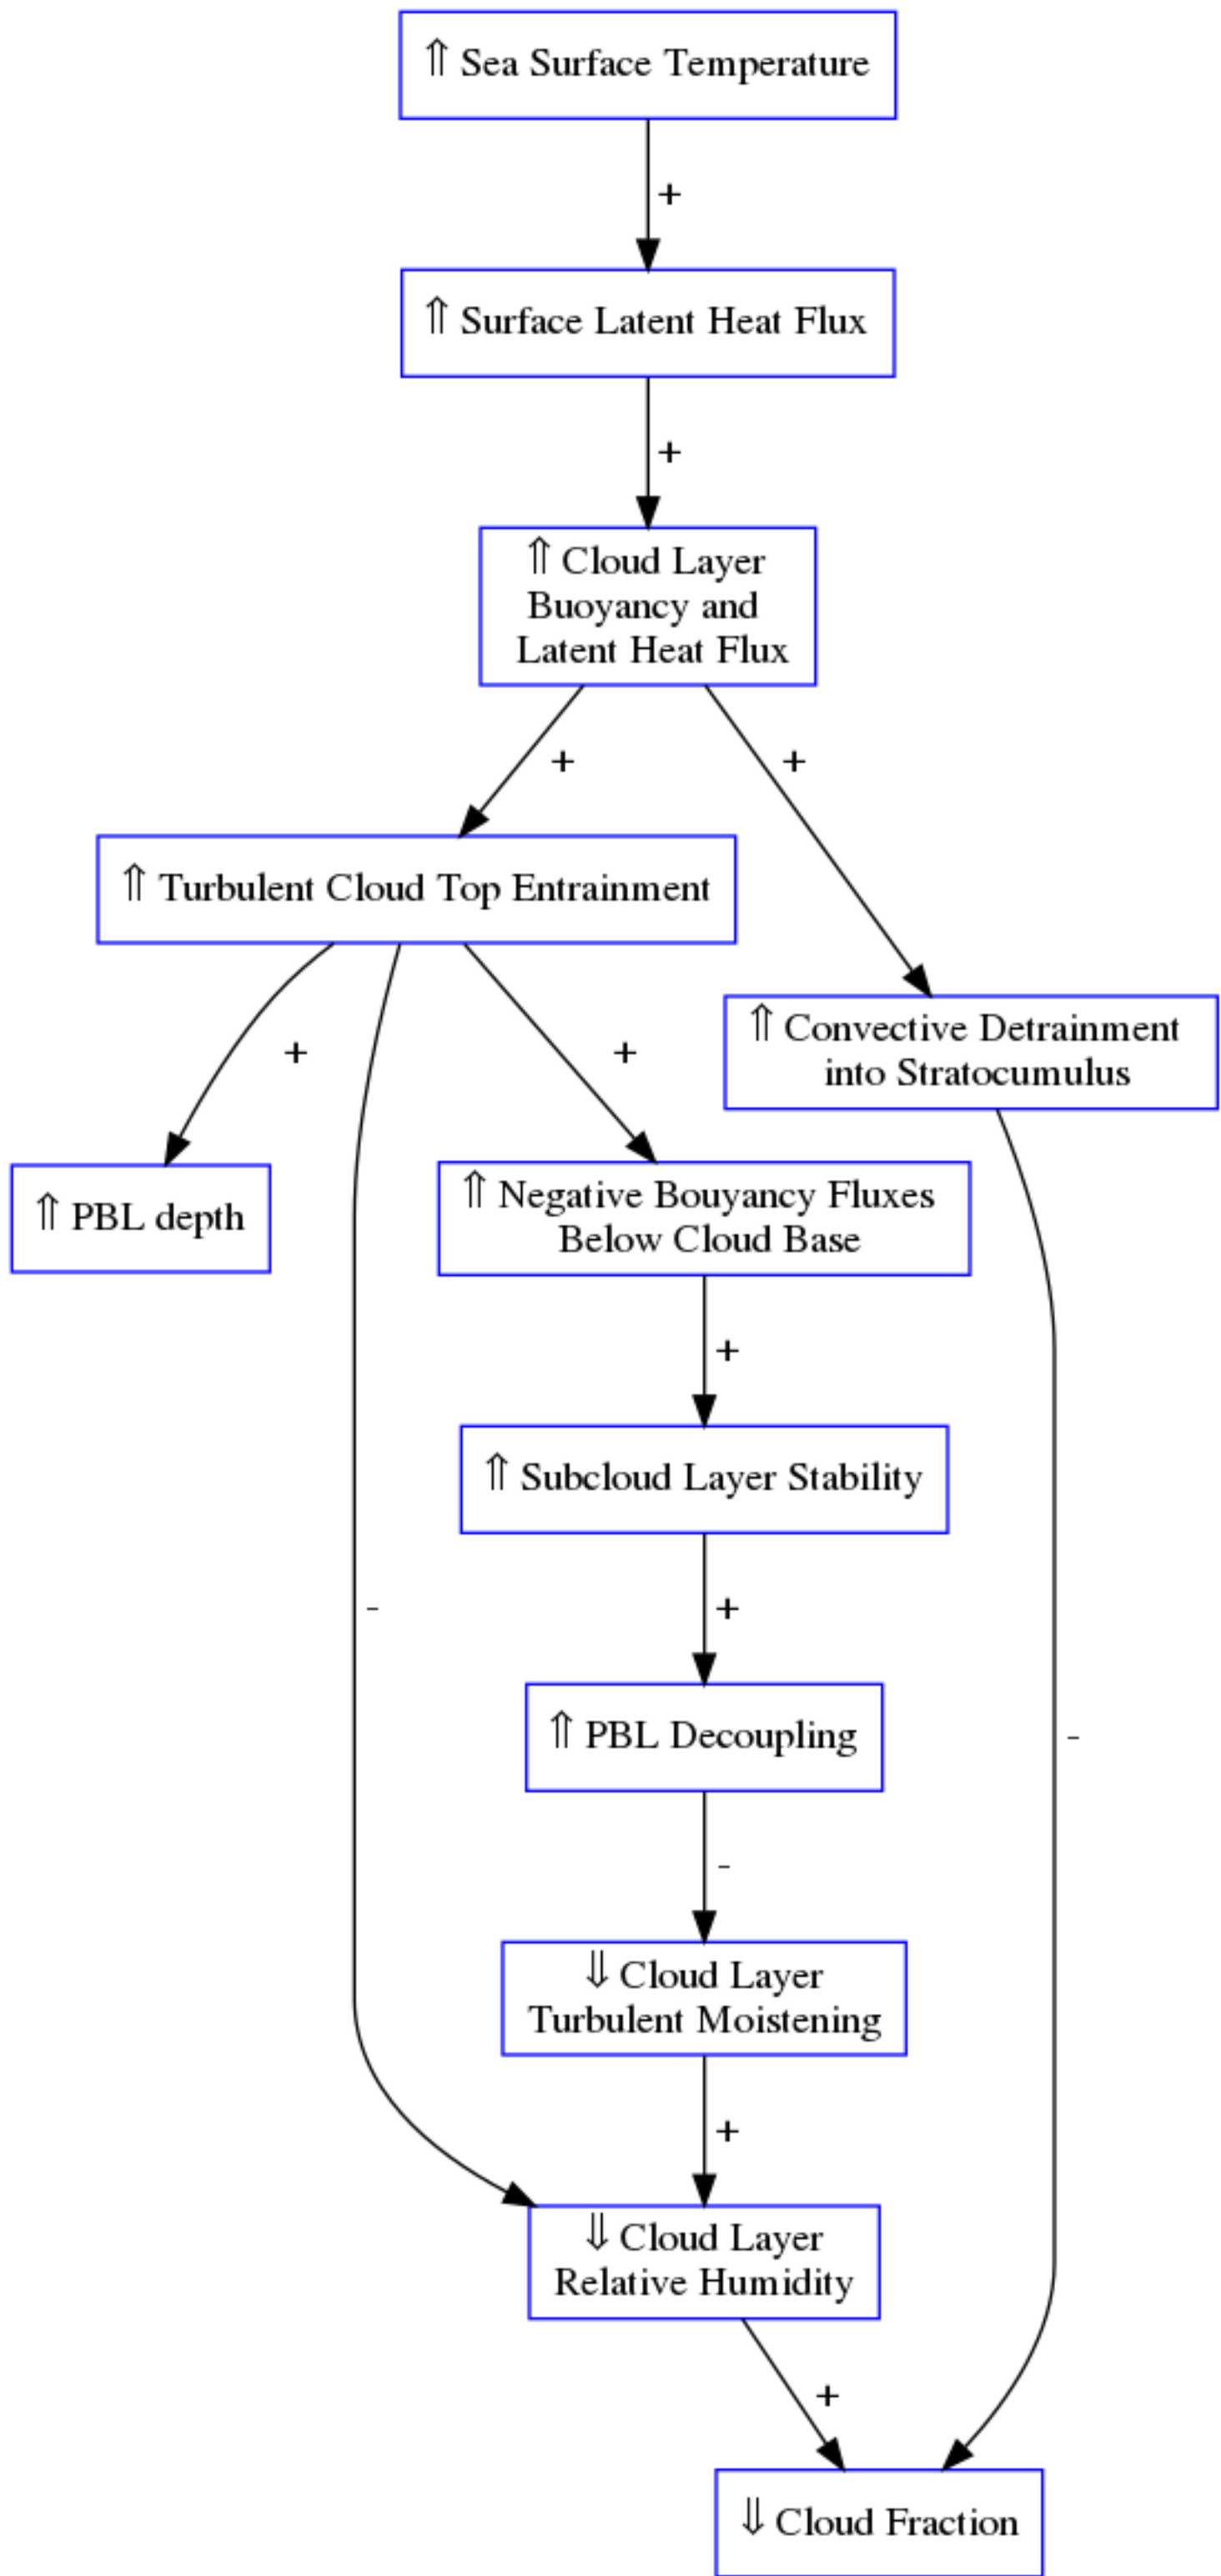 ⇑ Sea Surface Temperature
+
⇑ Surface Latent Heat Flux
+
⇑ Cloud Layer
Buoyancy and
Latent Heat Flux
+
+
⇑ Turbulent Cloud Top Entrainment
⇑ Convective Detrainment
into Stratocumulus
+
+
⇑ PBL depth
⇑ Negative Bouyancy Fluxes
Below Cloud Base
+
⇑ Subcloud Layer Stability
-
+
⇑ PBL Decoupling
-
-
⇓ Cloud Layer
Turbulent Moistening
+
⇓ Cloud Layer
Relative Humidity
+
⇓ Cloud Fraction